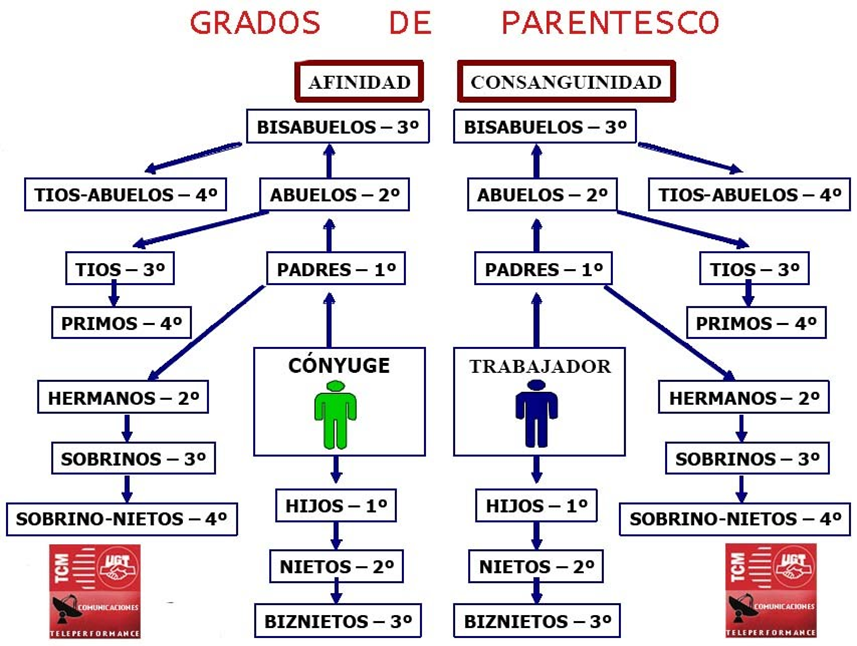 GRADOS DE PARENTESCO
AFINIDAD CONSANGUINIDAD
BISABUELOS – 3º BISABUELOS – 3º
TIOS-ABUELOS – 4º ABUELOS – 2º ABUELOS – 2º TIOS-ABUELOS – 4º
TIOS – 3º PADRES – 1º PADRES – 1º TIOS – 3º
PRIMOS – 4º PRIMOS – 4º
CÓNYUGE TRABAJADOR
HERMANOS – 2º HERMANOS – 2º
SOBRINOS – 3º SOBRINOS – 3º
HIJOS – 1º HIJOS – 1º
SOBRINO-NIETOS – 4º SOBRINO-NIETOS – 4º
NIETOS – 2º NIETOS – 2º
BIZNIETOS – 3º BIZNIETOS – 3º
TCM UGT TCM UGT
COMUNICACIONES COMUNICACIONES
TELEPERFORMANCE TELEPERFORMANCE